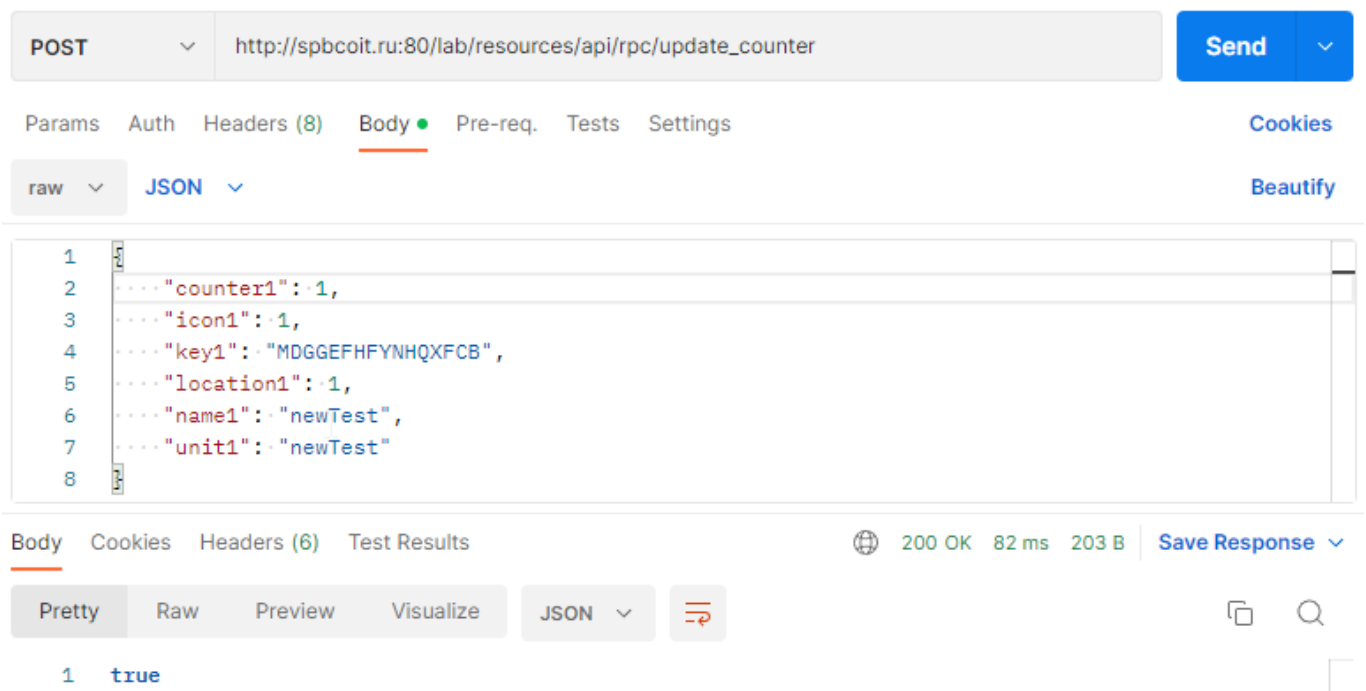 POST http://spbcoit.ru:80/lab/resources/api/rpc/update_counter Send
Params Auth Headers (8) Body Pre-req. Tests Settings Cookies
raw JSON Beautify
1 {
2 "counter1": 1,
3 "icon1": 1,
4 "key1": "MDGGEFHFYNHQXFCB",
5 "location1": 1,
6 "name1": "newTest",
7 "unit1": "newTest"
8 }
Body Cookies Headers (6) Test Results 200 OK 82 ms 203 B Save Response
Pretty Raw Preview Visualize JSON
1 true